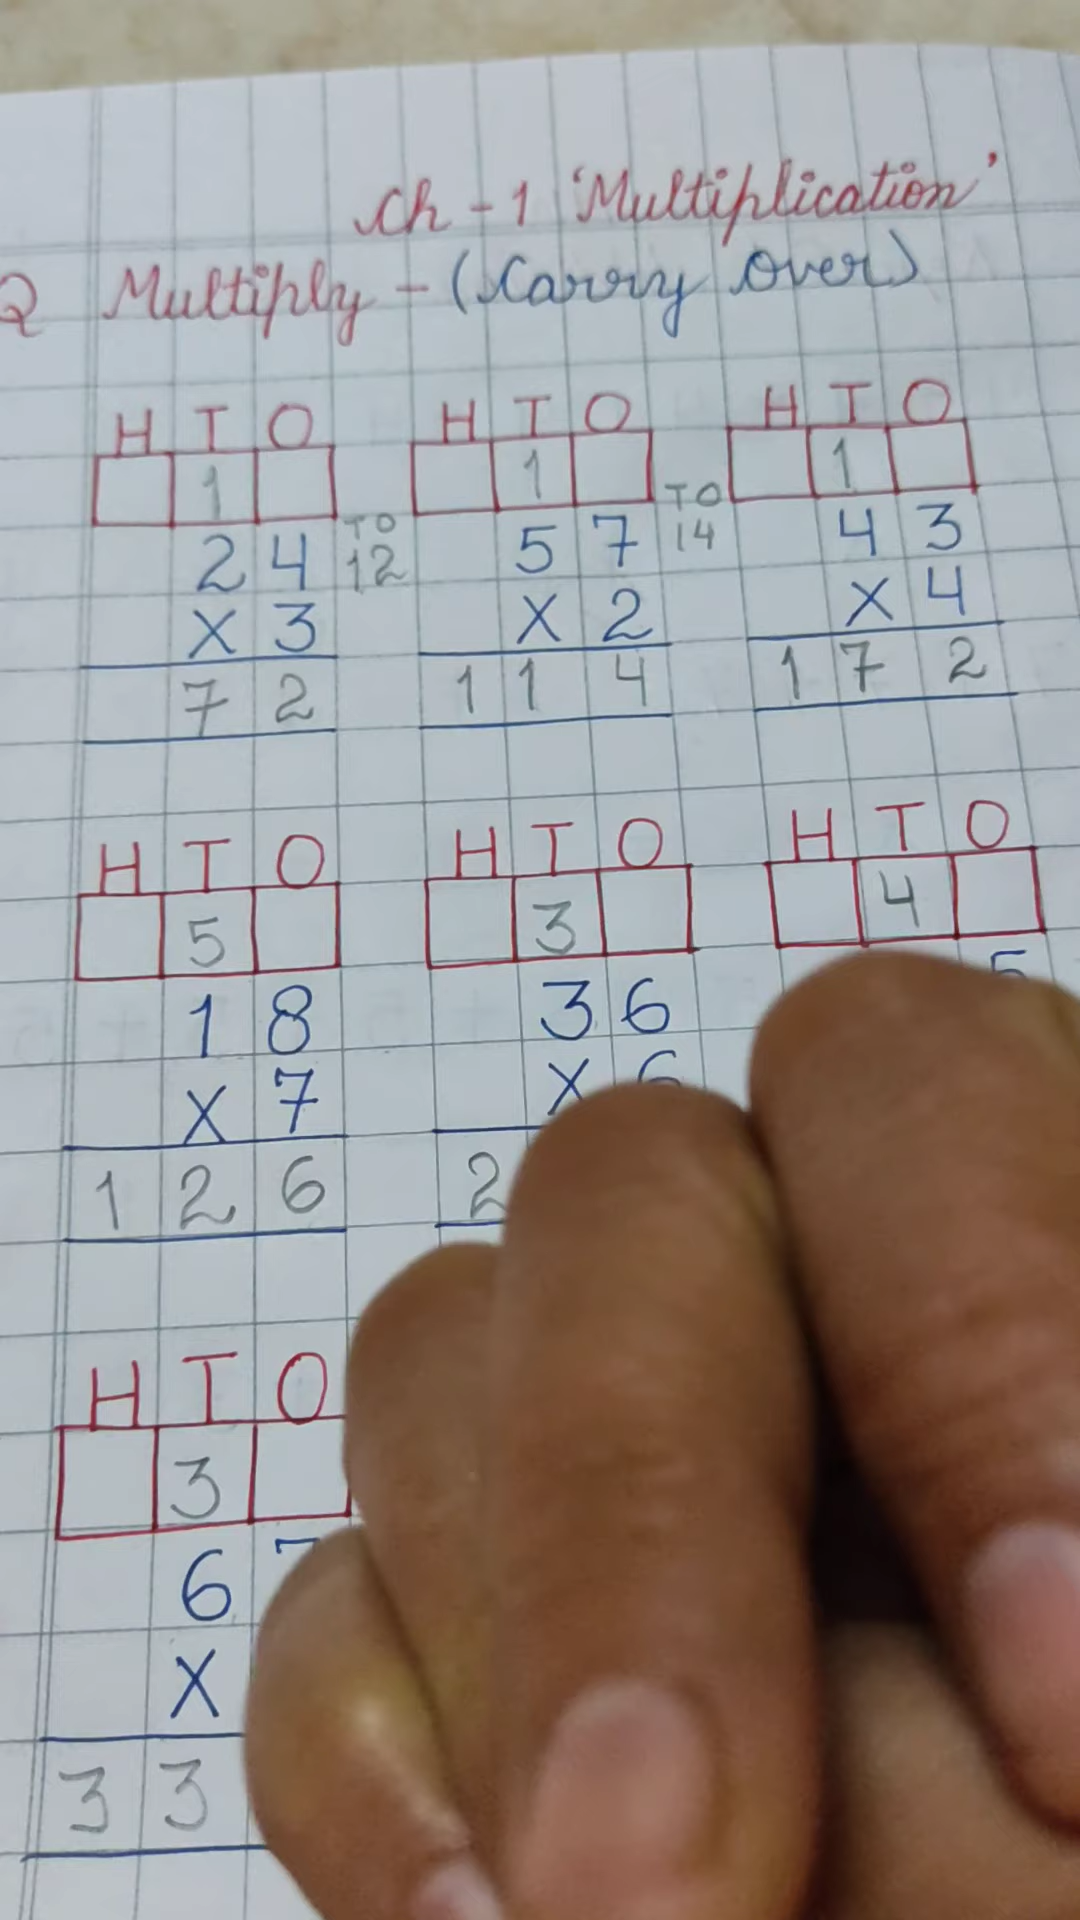 Ch - 1 'Multiplication'
Q Multiply - (Carry Over)
H T O H T O H T O
1 1 1
2 4 T O 5 7 T O 4 3
12 14
X 3 X 2 X 4
7 2 1 1 4 1 7 2
H T O H T O H T O
5 3 4
1 8 3 6 5
X 7 X 6
1 2 6 2
H T O
3
6
X
3 3